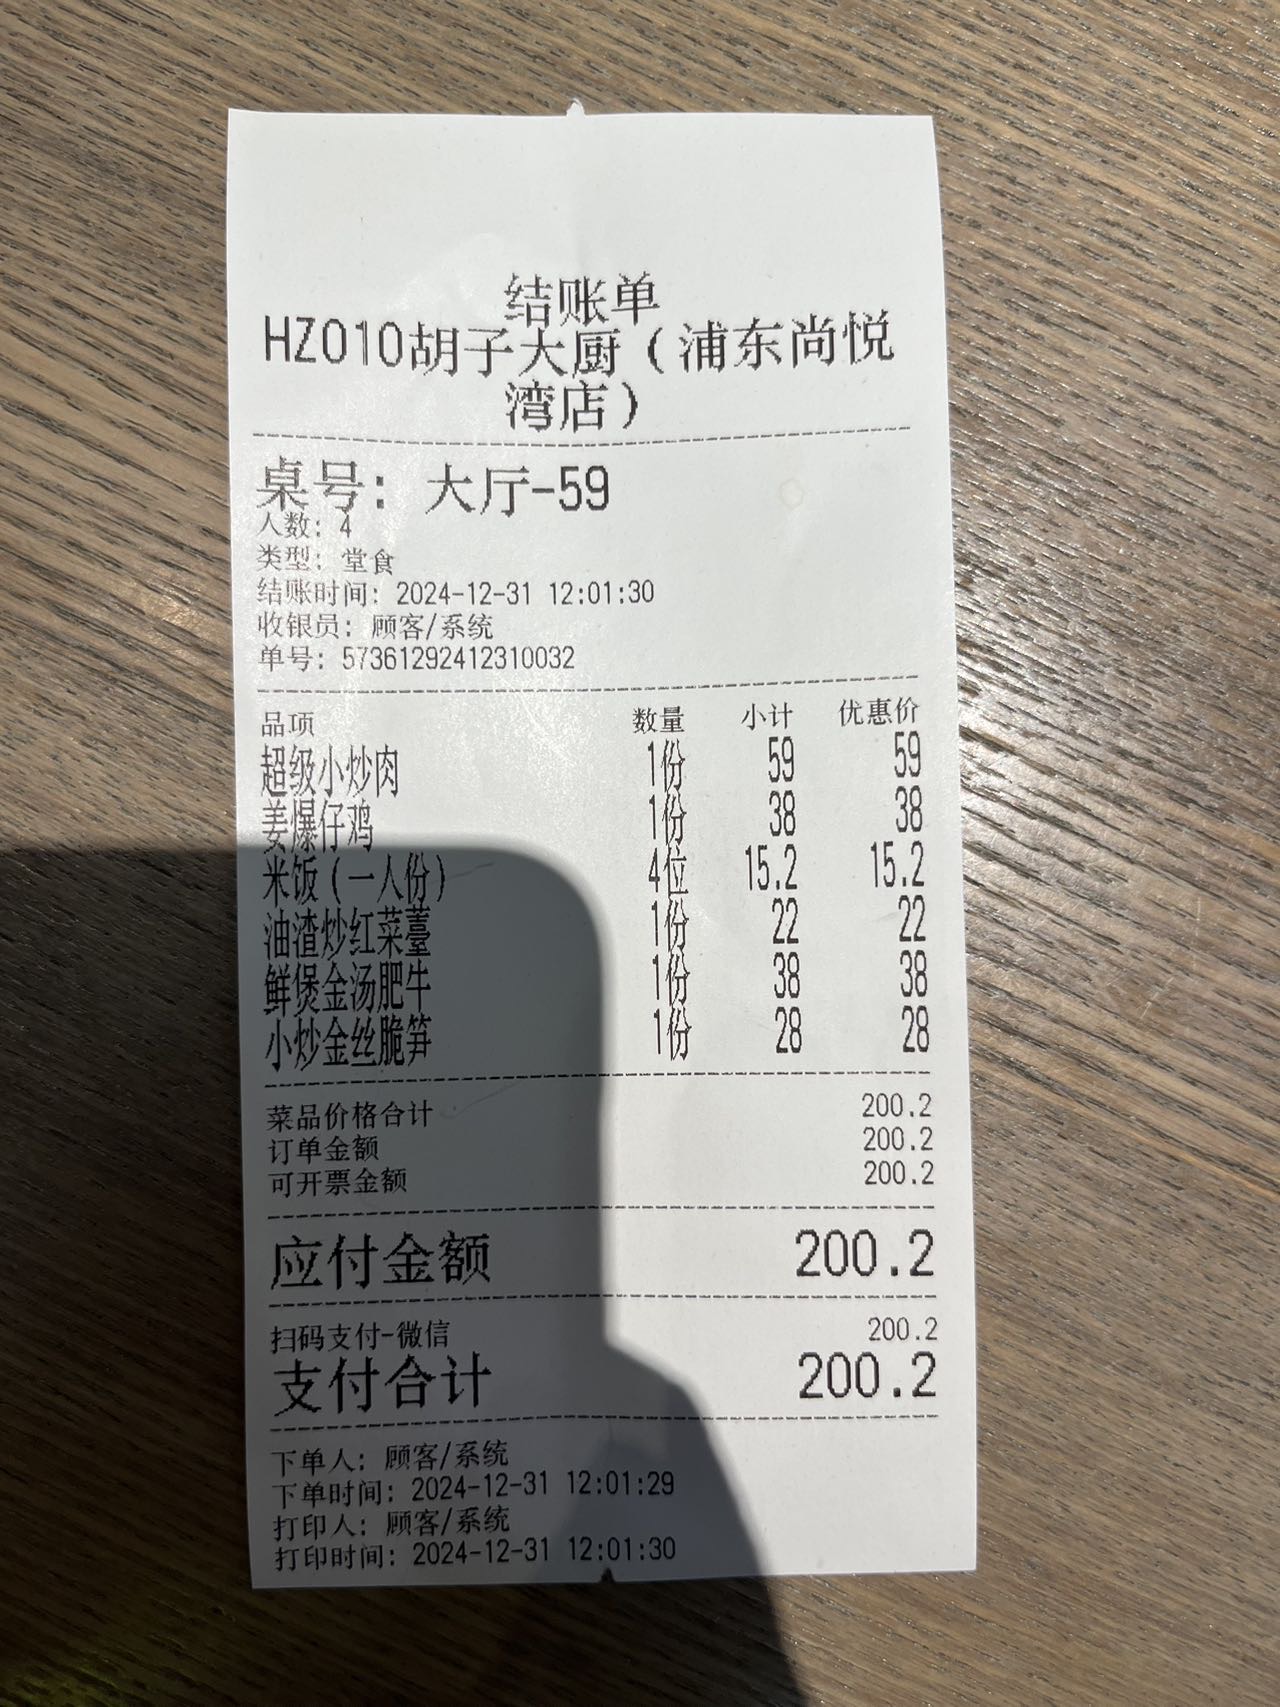 结账单
HZ010胡子大厨（浦东尚悦
湾店）
桌号：大厅-59
人数：4
类型：堂食
结账时间：2024-12-31 12:01:30
收银员：顾客/系统
单号：57361292412310032
品项 数量 小计 优惠价
超级小炒肉 1份 59 59
姜爆仔鸡 1份 38 38
米饭（一人份） 4位 15.2 15.2
油渣炒红菜薹 1份 22 22
鲜煲金汤肥牛 1份 38 38
小炒金丝脆笋 1份 28 28
菜品价格合计 200.2
订单金额 200.2
可开票金额 200.2
应付金额 200.2
扫码支付-微信 200.2
支付合计 200.2
下单人：顾客/系统
下单时间：2024-12-31 12:01:29
打印人：顾客/系统
打印时间：2024-12-31 12:01:30